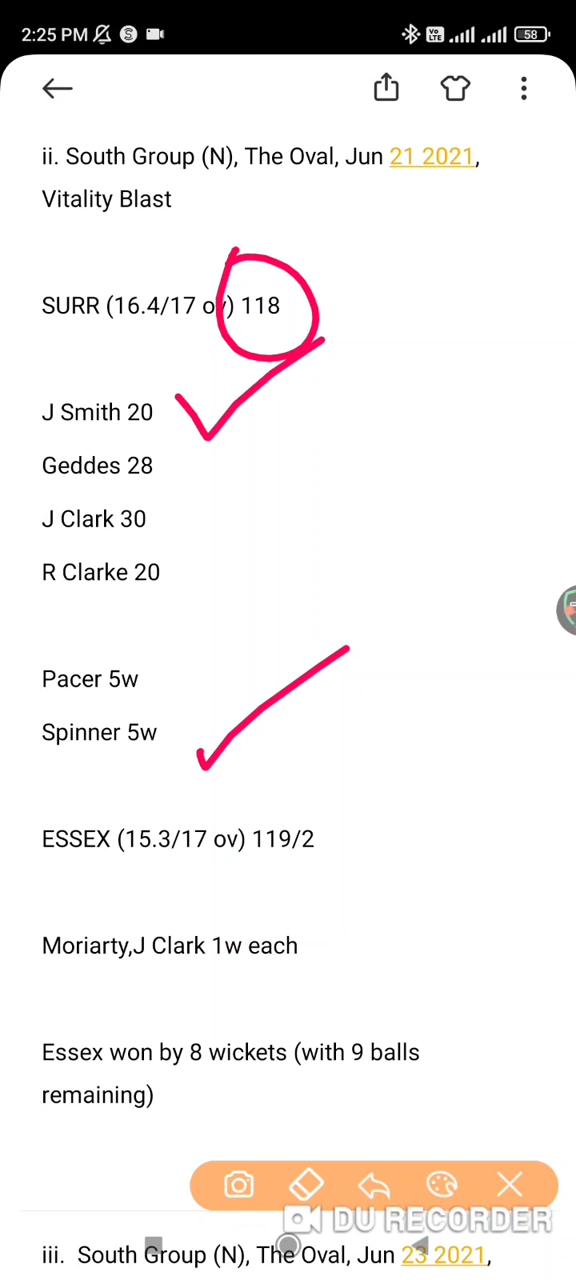 2:25 PM
58
ii. South Group (N), The Oval, Jun 21 2021,
Vitality Blast
SURR (16.4/17 ov) 118
J Smith 20
Geddes 28
J Clark 30
R Clarke 20
Pacer 5w
Spinner 5w
ESSEX (15.3/17 ov) 119/2
Moriarty,J Clark 1w each
Essex won by 8 wickets (with 9 balls
remaining)
DU RECORDER
iii. South Group (N), The Oval, Jun 23 2021,